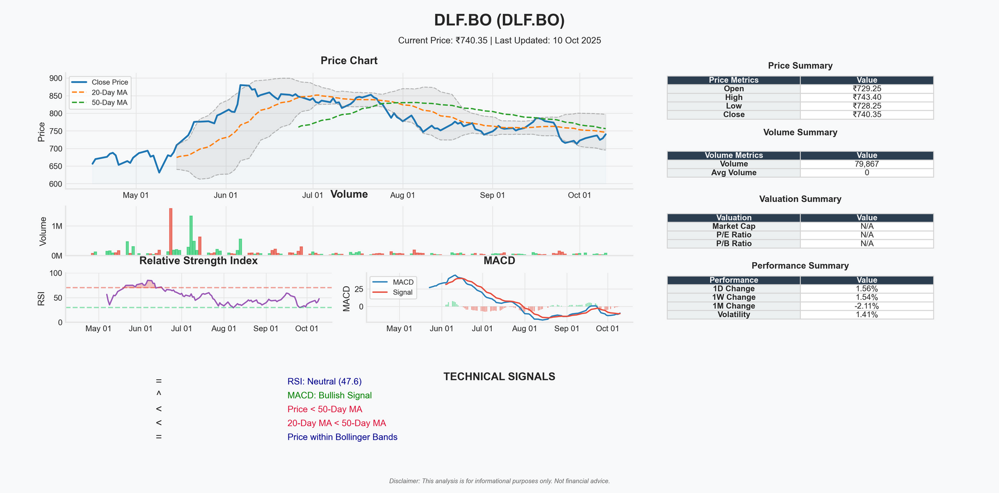 DLF.BO (DLF.BO)
Current Price: ₹740.35 | Last Updated: 10 Oct 2025
Price Chart
Price
900
850
800
750
700
650
600
Close Price
20-Day MA
50-Day MA
May 01
Jun 01
Jul 01
Aug 01
Sep 01
Oct 01
Volume
Volume
1M
0M
Relative Strength Index
RSI
100
50
0
May 01
Jun 01
Jul 01
Aug 01
Sep 01
Oct 01
MACD
MACD
25
0
MACD
Signal
May 01
Jun 01
Jul 01
Aug 01
Sep 01
Oct 01
Price Summary
Price Metrics Value
Open ₹729.25
High ₹743.40
Low ₹728.25
Close ₹740.35
Volume Summary
Volume Metrics Value
Volume 79,867
Avg Volume 0
Valuation Summary
Valuation Value
Market Cap N/A
P/E Ratio N/A
P/B Ratio N/A
Performance Summary
Performance Value
1D Change 1.56%
1W Change 1.54%
1M Change -2.11%
Volatility 1.41%
TECHNICAL SIGNALS
= RSI: Neutral (47.6)
^ MACD: Bullish Signal
< Price < 50-Day MA
< 20-Day MA < 50-Day MA
= Price within Bollinger Bands
Disclaimer: This analysis is for informational purposes only. Not financial advice.